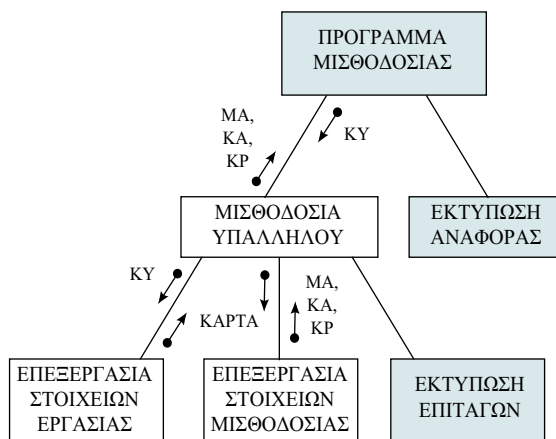 ΠΡΟΓΡΑΜΜΑ
ΜΙΣΘΟΔΟΣΙΑΣ
ΜΑ,
ΚΑ,
ΚΡ
ΚΥ
ΜΙΣΘΟΔΟΣΙΑ
ΥΠΑΛΛΗΛΟΥ
ΕΚΤΥΠΩΣΗ
ΑΝΑΦΟΡΑΣ
ΚΥ
ΚΑΡΤΑ
ΜΑ,
ΚΑ,
ΚΡ
ΕΠΕΞΕΡΓΑΣΙΑ
ΣΤΟΙΧΕΙΩΝ
ΕΡΓΑΣΙΑΣ
ΕΠΕΞΕΡΓΑΣΙΑ
ΣΤΟΙΧΕΙΩΝ
ΜΙΣΘΟΔΟΣΙΑΣ
ΕΚΤΥΠΩΣΗ
ΕΠΙΤΑΓΩΝ